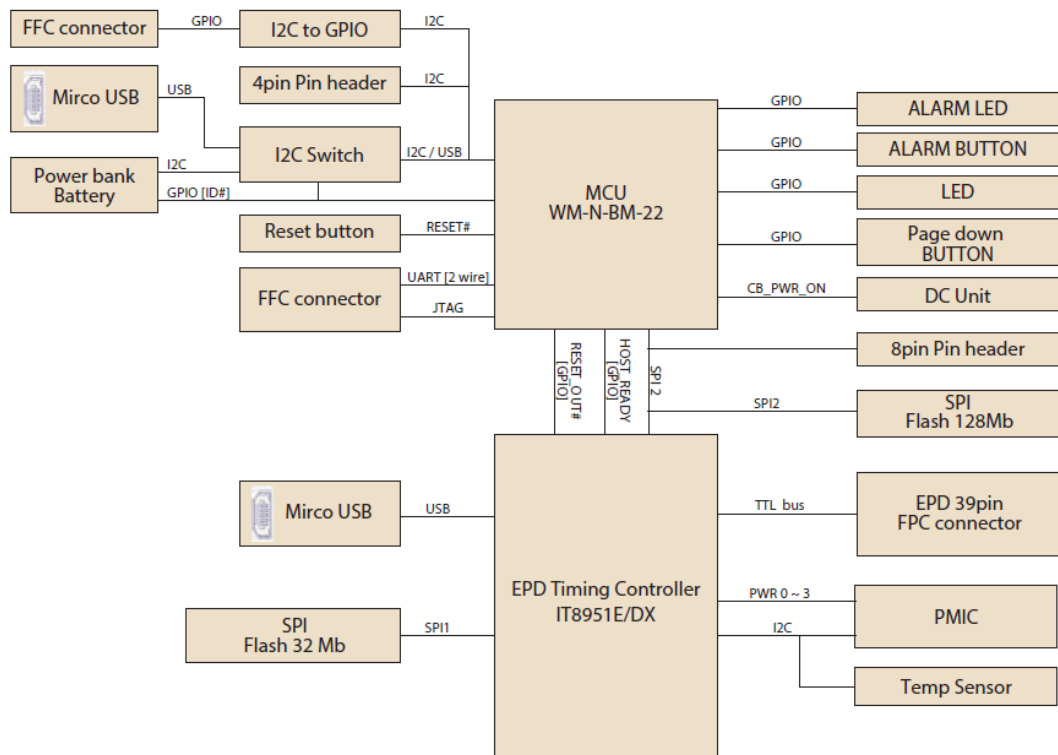 FFC connector
GPIO
I2C to GPIO
I2C
4pin Pin header
I2C
Mirco USB
USB
I2C Switch
I2C / USB
Power bank
Battery
I2C
GPIO [ID#]
Reset button
RESET#
FFC connector
UART [2 wire]
JTAG
MCU
WM-N-BM-22
GPIO
ALARM LED
GPIO
ALARM BUTTON
GPIO
LED
GPIO
Page down
BUTTON
CB_PWR_ON
DC Unit
RESET_OUT#
[GPIO]
HOST_READY
[GPIO]
SPI 2
8pin Pin header
SPI2
SPI
Flash 128Mb
Mirco USB
USB
SPI
Flash 32 Mb
SPI1
EPD Timing Controller
IT8951E/DX
TTL bus
EPD 39pin
FPC connector
PWR 0 ~ 3
I2C
PMIC
Temp Sensor